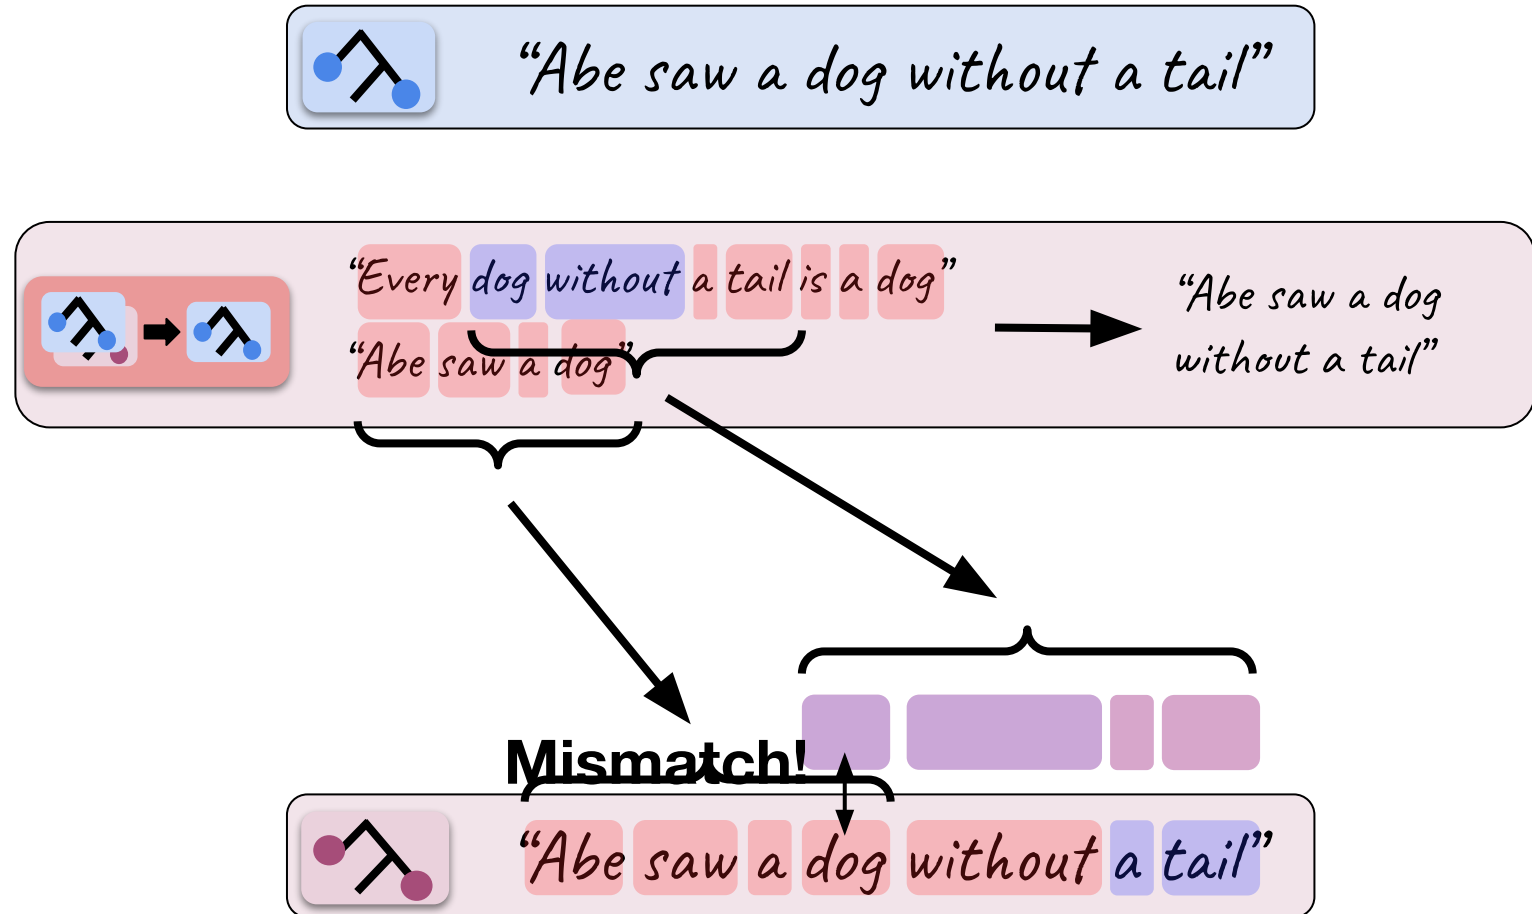 “Abe saw a dog without a tail”
“Every dog without a tail is a dog”
“Abe saw a dog”
“Abe saw a dog
without a tail”
Mismatch!
“Abe saw a dog without a tail”